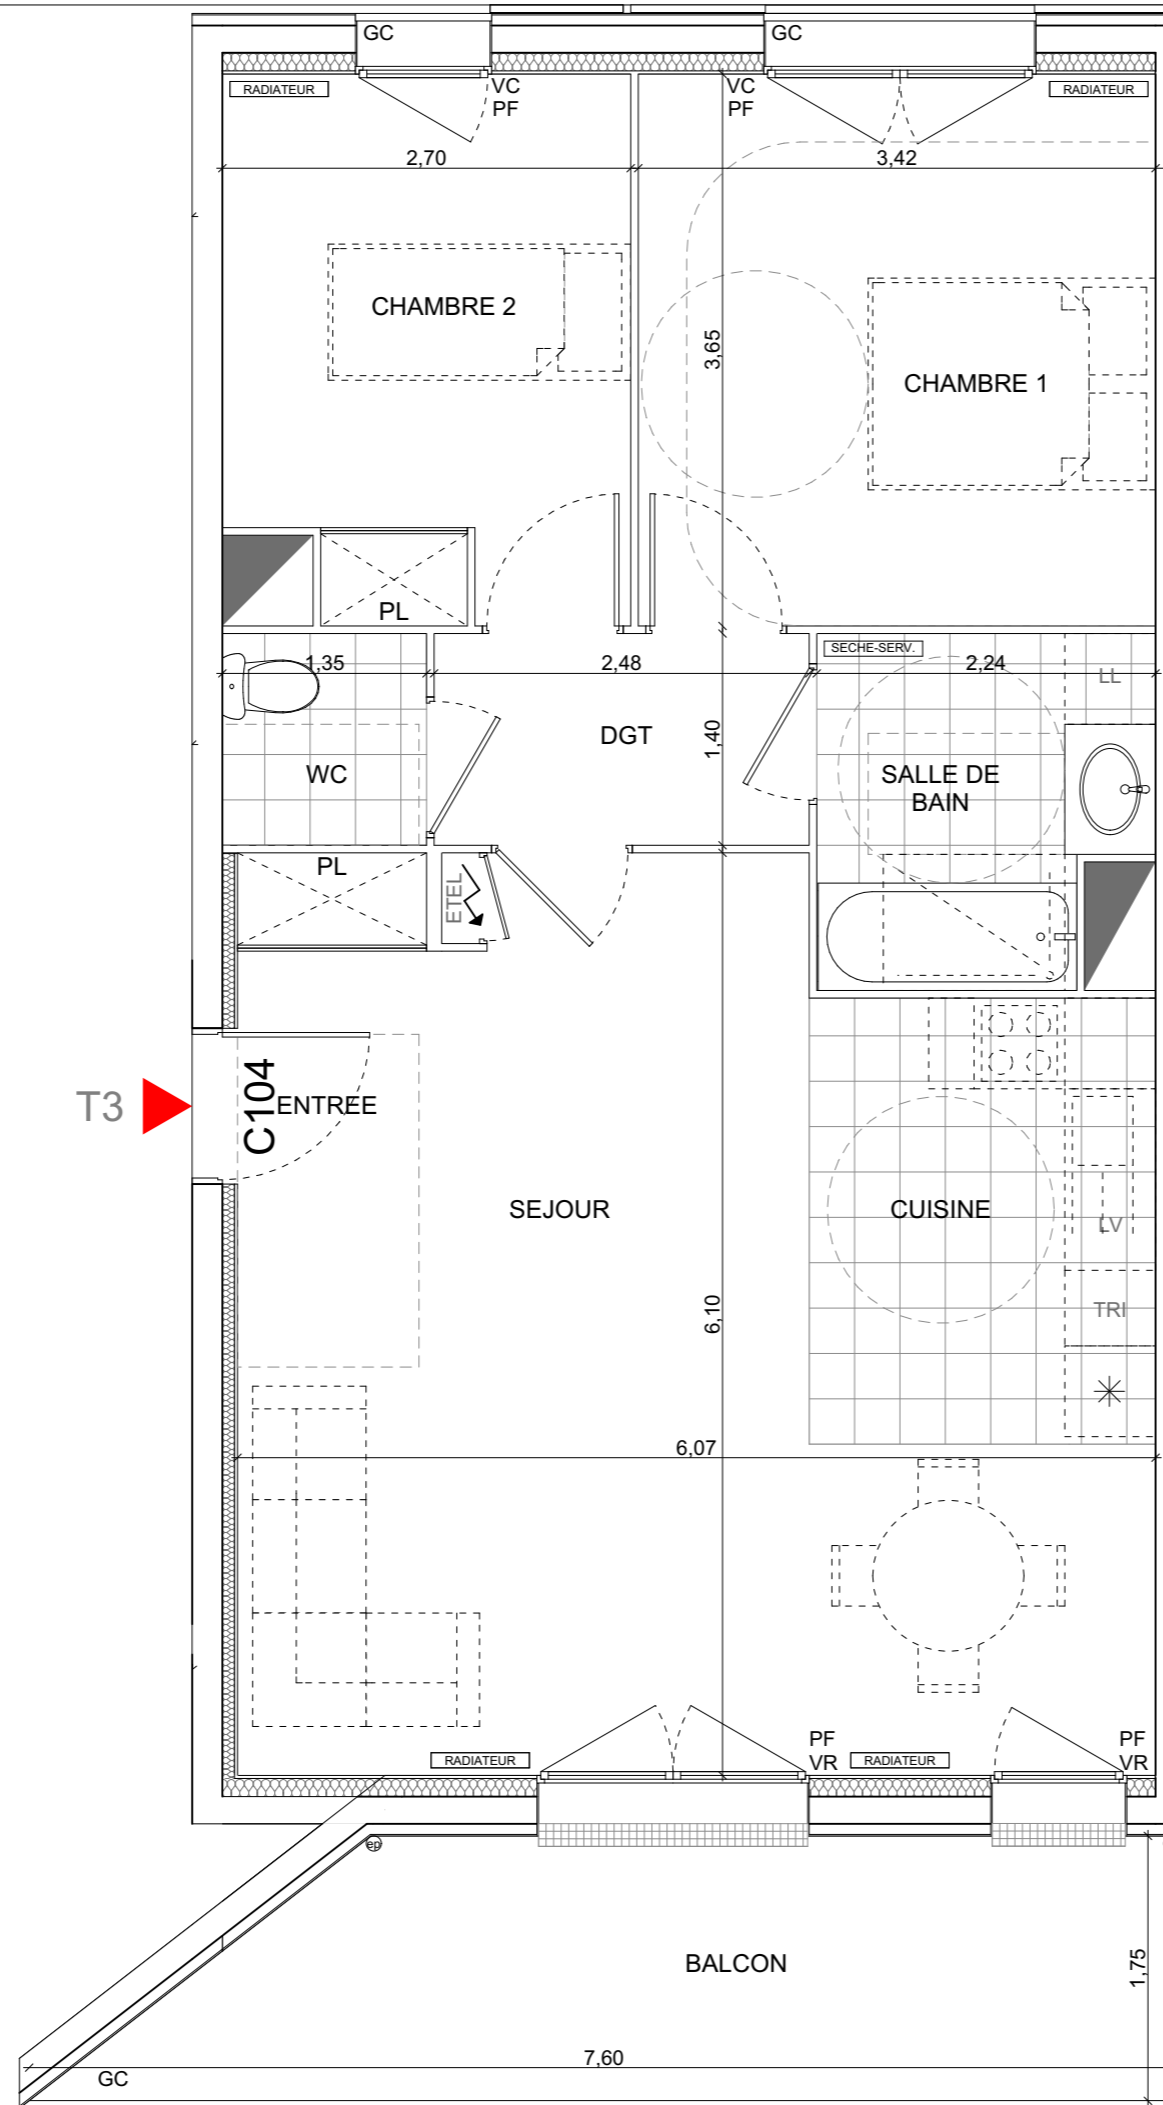 GC
GC
RADIATEUR
VC
PF
VC
PF
RADIATEUR
2,70
3,42
CHAMBRE 2
3,65
CHAMBRE 1
PL
SECHE-SERV.
1,35
2,48
2,24
LL
DGT
1,40
WC
SALLE DE
BAIN
PL
ETEL
T3
C104
ENTREE
SEJOUR
CUISINE
LV
6,10
TRI
6,07
PF
VR
PF
VR
RADIATEUR
RADIATEUR
ep
BALCON
1,75
7,60
GC